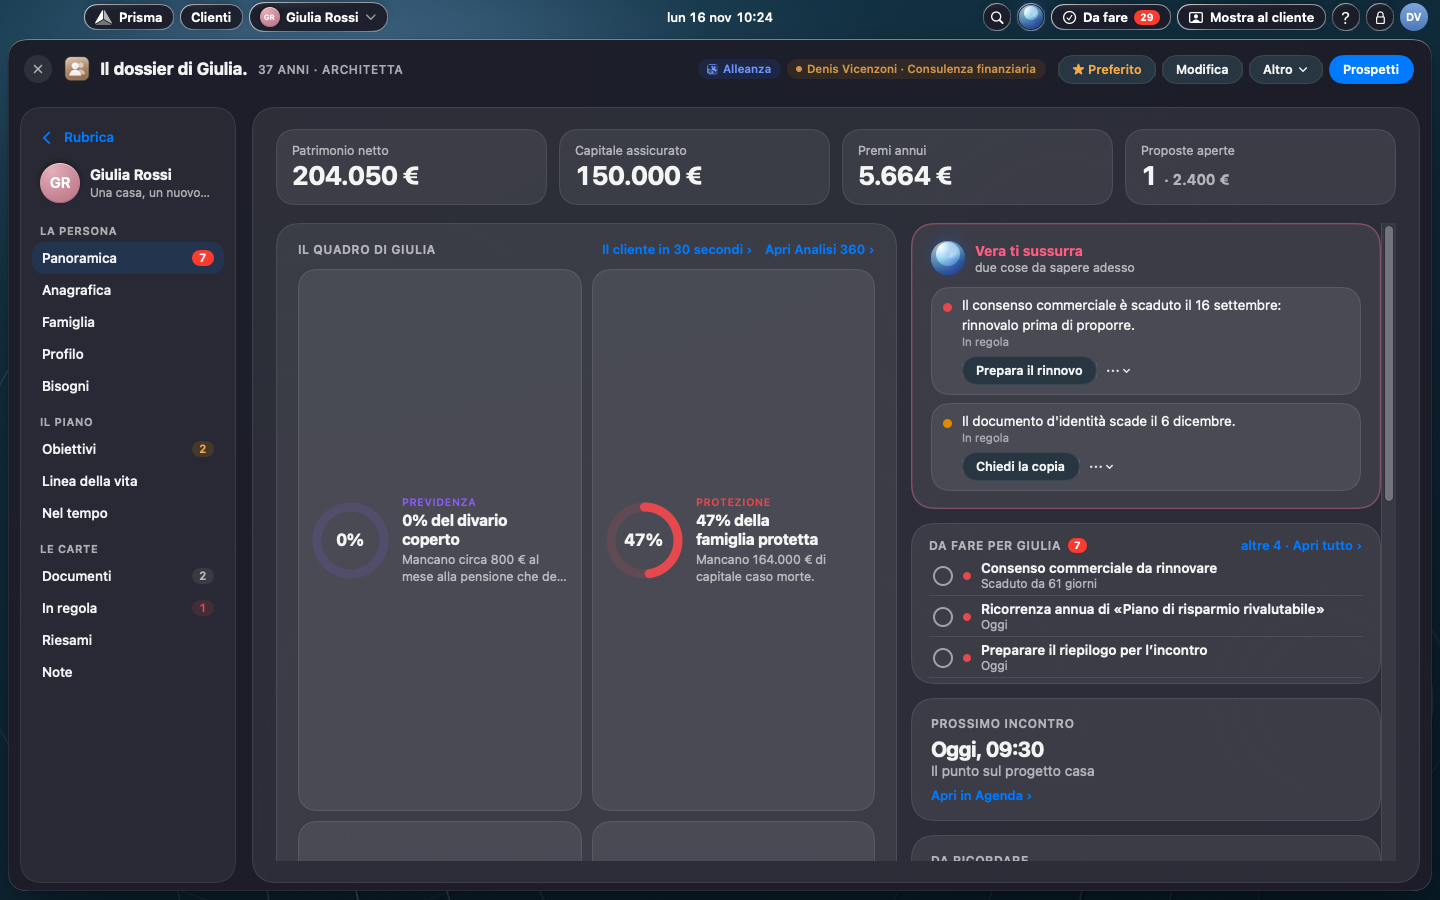 Prisma
Clienti
GR Giulia Rossi
lun 16 nov 10:24
Da fare 29
Mostra al cliente
?
DV
Il dossier di Giulia. 37 ANNI · ARCHITETTA
Alleanza
Denis Vicenzoni · Consulenza finanziaria
Preferito
Modifica
Altro
Prospetti
Rubrica
GR
Giulia Rossi
Una casa, un nuovo...
LA PERSONA
Panoramica 7
Anagrafica
Famiglia
Profilo
Bisogni
IL PIANO
Obiettivi 2
Linea della vita
Nel tempo
LE CARTE
Documenti 2
In regola 1
Riesami
Note
Patrimonio netto
204.050 €
Capitale assicurato
150.000 €
Premi annui
5.664 €
Proposte aperte
1 · 2.400 €
IL QUADRO DI GIULIA
Il cliente in 30 secondi ›
Apri Analisi 360 ›
0%
PREVIDENZA
0% del divario
coperto
Mancano circa 800 € al
mese alla pensione che de...
47%
PROTEZIONE
47% della
famiglia protetta
Mancano 164.000 € di
capitale caso morte.
Vera ti sussurra
due cose da sapere adesso
Il consenso commerciale è scaduto il 16 settembre:
rinnovalo prima di proporre.
In regola
Prepara il rinnovo
Il documento d'identità scade il 6 dicembre.
In regola
Chiedi la copia
DA FARE PER GIULIA 7
altre 4 · Apri tutto ›
Consenso commerciale da rinnovare
Scaduto da 61 giorni
Ricorrenza annua di «Piano di risparmio rivalutabile»
Oggi
Preparare il riepilogo per l’incontro
Oggi
PROSSIMO INCONTRO
Oggi, 09:30
Il punto sul progetto casa
Apri in Agenda ›
DA RICORDARE